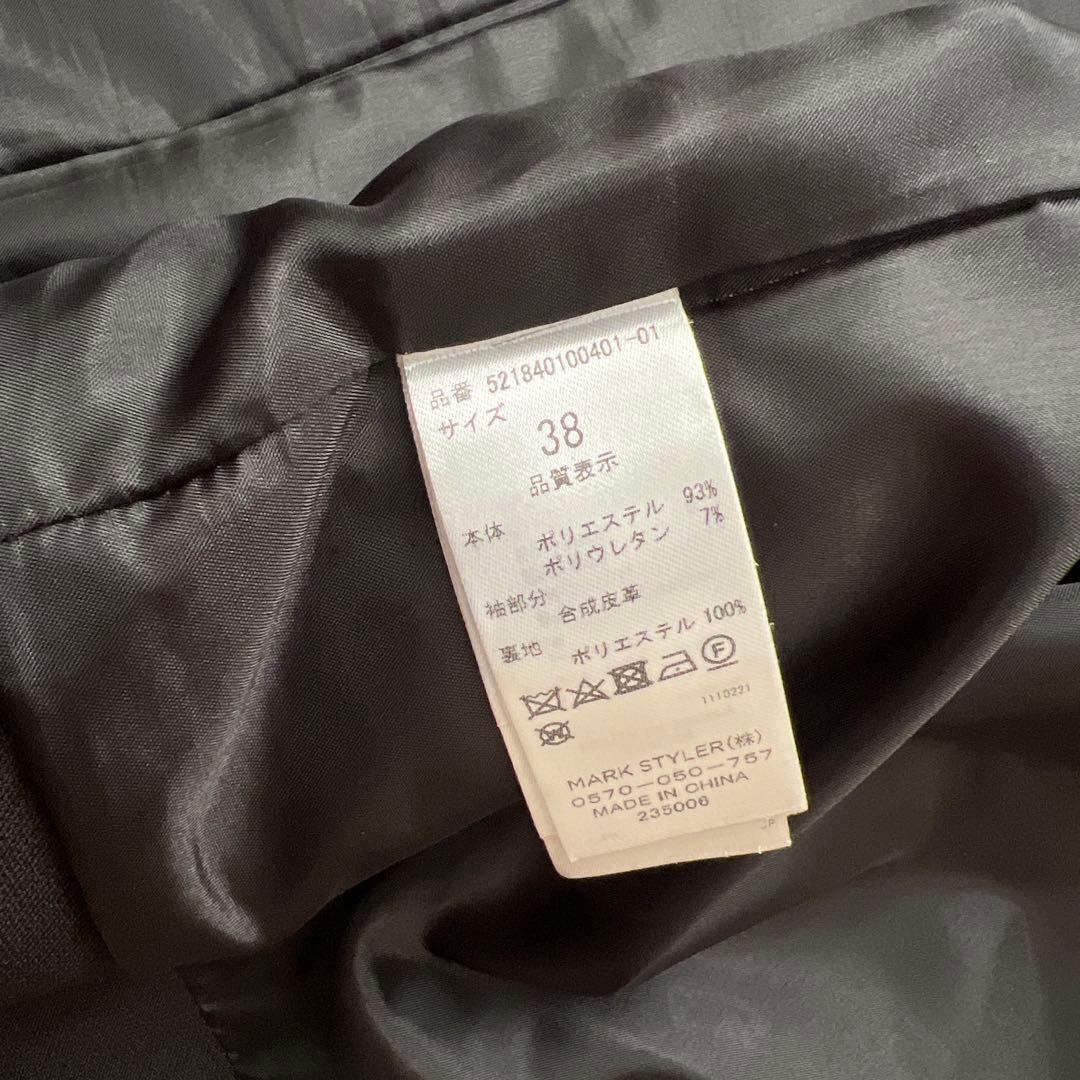 品番 521840100401-01
サイズ
38
品質表示
本体 ポリエステル 93%
ポリウレタン 7%
袖部分 合成皮革
裏地 ポリエステル 100%
F
W
1110221
MARK STYLER(株)
0570-050-757
MADE IN CHINA
235006
JP